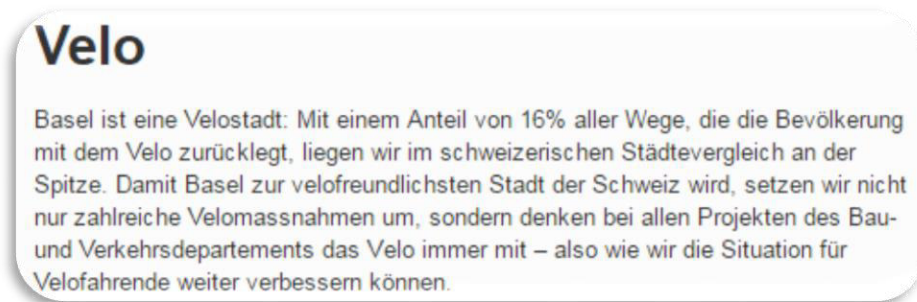 Velo
Basel ist eine Velostadt: Mit einem Anteil von 16% aller Wege, die die Bevölkerung
mit dem Velo zurücklegt, liegen wir im schweizerischen Städtevergleich an der
Spitze. Damit Basel zur velofreundlichsten Stadt der Schweiz wird, setzen wir nicht
nur zahlreiche Velomassnahmen um, sondern denken bei allen Projekten des Bau-
und Verkehrsdepartements das Velo immer mit – also wie wir die Situation für
Velofahrende weiter verbessern können.